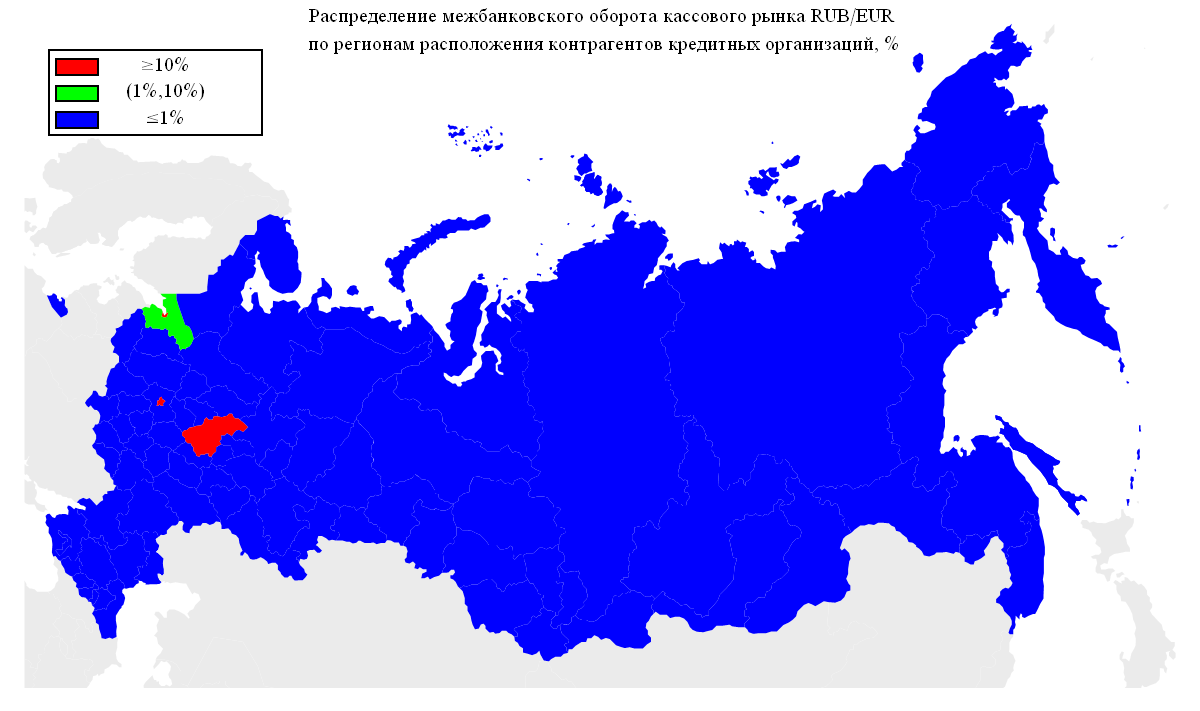 Распределение межбанковского оборота кассового рынка RUB/EUR
по регионам расположения контрагентов кредитных организаций, %
≥10%
(1%,10%)
≤1%